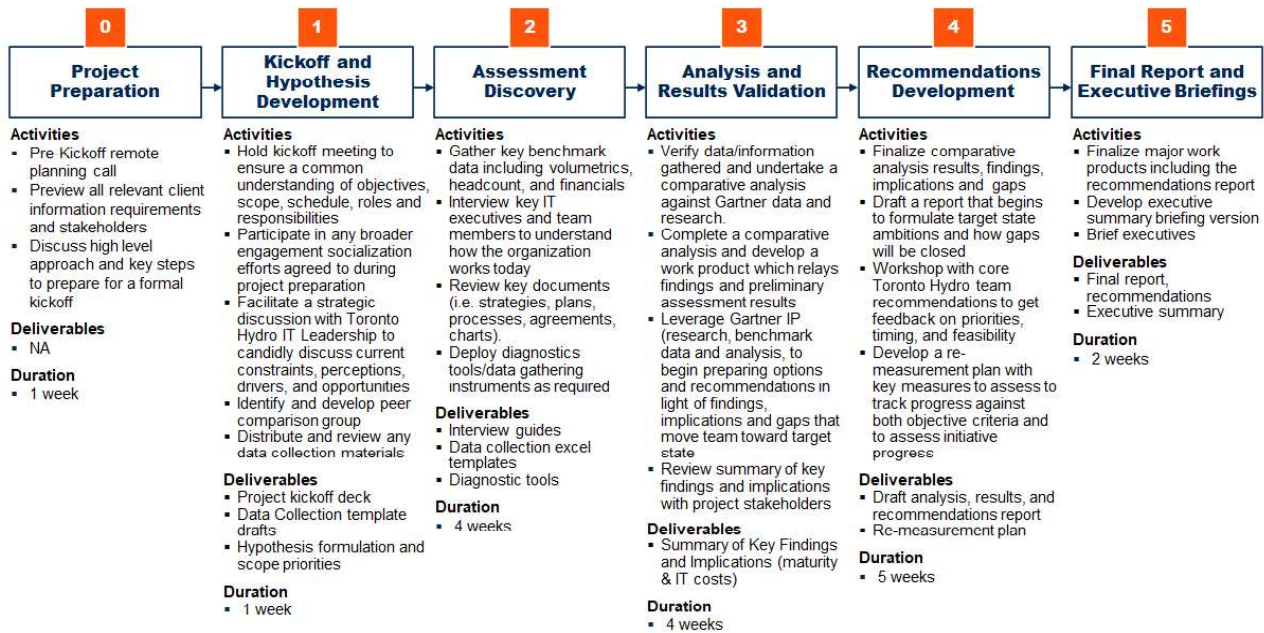 0
Project
Preparation
Activities
▪ Pre Kickoff remote
planning call
▪ Preview all relevant client
information requirements
and stakeholders
▪ Discuss high level
approach and key steps
to prepare for a formal
kickoff
Deliverables
▪ NA
Duration
▪ 1 week
1
Kickoff and
Hypothesis
Development
Activities
▪ Hold kickoff meeting to
ensure a common
understanding of objectives,
scope, schedule, roles and
responsibilities
▪ Participate in any broader
engagement socialization
efforts agreed to during
project preparation
▪ Facilitate a strategic
discussion with Toronto
Hydro IT Leadership to
candidly discuss current
constraints, perceptions,
drivers, and opportunities
▪ Identify and develop peer
comparison group
▪ Distribute and review any
data collection materials
Deliverables
▪ Project kickoff deck
▪ Data Collection template
drafts
▪ Hypothesis formulation and
scope priorities
Duration
▪ 1 week
2
Assessment
Discovery
Activities
▪ Gather key benchmark
data including volumetrics,
headcount, and financials
▪ Interview key IT
executives and team
members to understand
how the organization
works today
▪ Review key documents
(i.e. strategies, plans,
processes, agreements,
charts).
▪ Deploy diagnostics
tools/data gathering
instruments as required
Deliverables
▪ Interview guides
▪ Data collection excel
templates
▪ Diagnostic tools
Duration
▪ 4 weeks
3
Analysis and
Results Validation
Activities
▪ Verify data/information
gathered and undertake a
comparative analysis
against Gartner data and
research.
▪ Complete a comparative
analysis and develop a
work product which relays
findings and preliminary
assessment results
▪ Leverage Gartner IP
(research, benchmark
data and analysis, to
begin preparing options
and recommendations in
light of findings,
implications and gaps that
move team toward target
state
▪ Review summary of key
findings and implications
with project stakeholders
Deliverables
▪ Summary of Key Findings
and Implications (maturity
& IT costs)
Duration
▪ 4 weeks
4
Recommendations
Development
Activities
▪ Finalize comparative
analysis results, findings,
implications and gaps
▪ Draft a report that begins
to formulate target state
ambitions and how gaps
will be closed
▪ Workshop with core
Toronto Hydro team
recommendations to get
feedback on priorities,
timing, and feasibility
▪ Develop a re-
measurement plan with
key measures to assess to
track progress against
both objective criteria and
to assess initiative
progress
Deliverables
▪ Draft analysis, results, and
recommendations report
▪ Re-measurement plan
Duration
▪ 5 weeks
5
Final Report and
Executive Briefings
Activities
▪ Finalize major work
products including the
recommendations report
▪ Develop executive
summary briefing version
▪ Brief executives
Deliverables
▪ Final report,
recommendations
▪ Executive summary
Duration
▪ 2 weeks